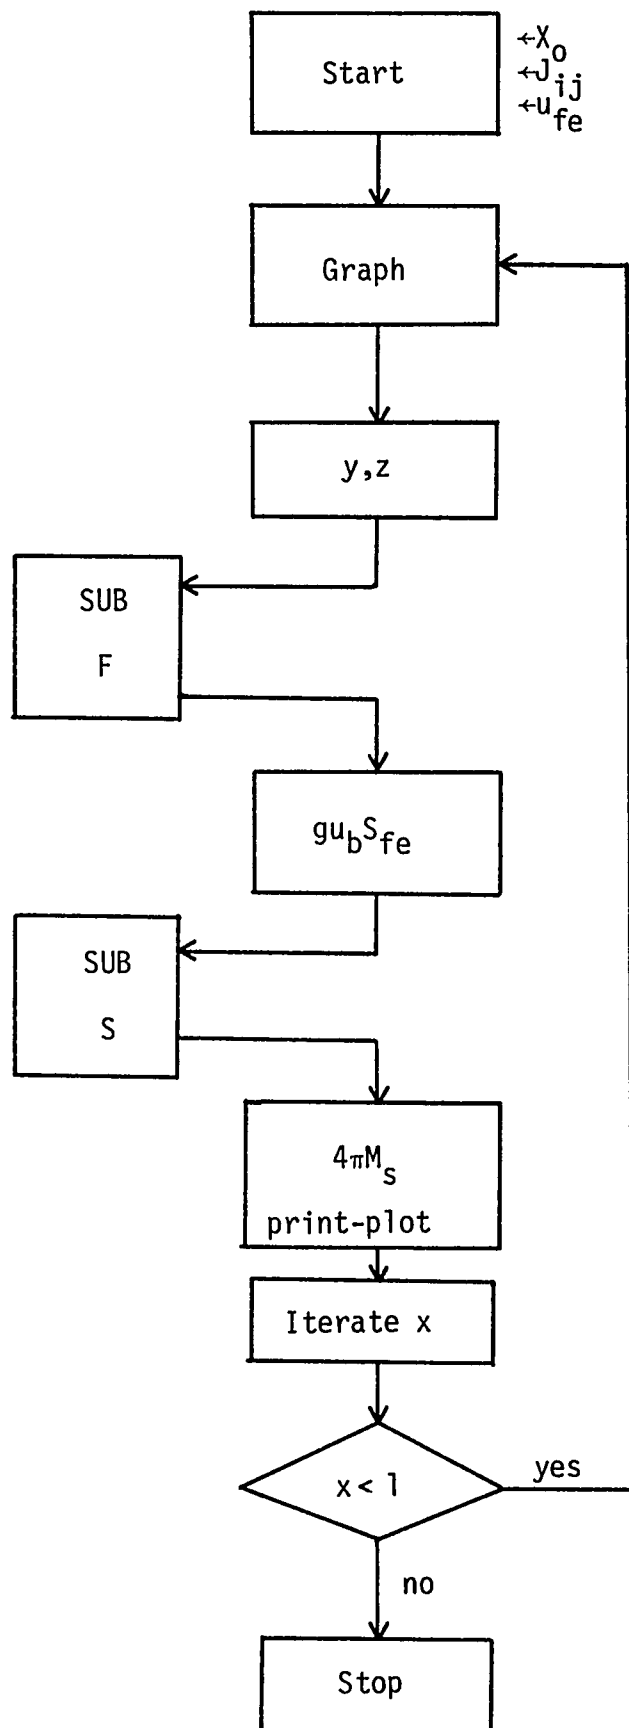 Start
←X_o
←J_ij
←u_fe
Graph
y,z
SUB
F
gu_bS_fe
SUB
S
4πM_s
print-plot
Iterate x
x < 1
yes
no
Stop